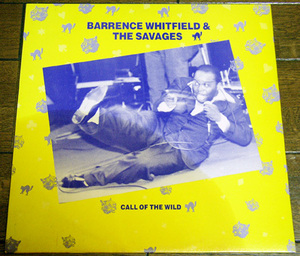 BARRENCE WHITFIELD &
THE SAVAGES
CALL OF THE WILD